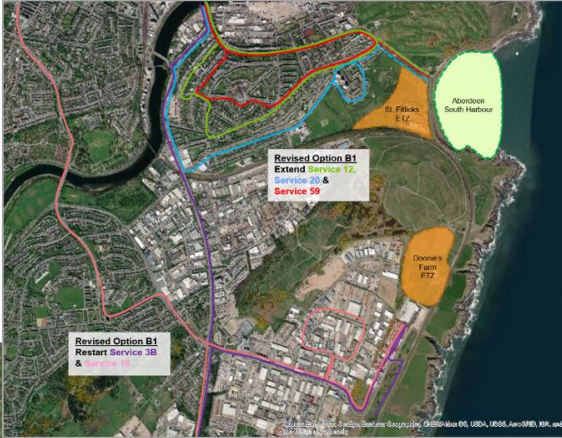 St. Fitticks
ETZ
Aberdeen
South Harbour
Revised Option B1
Extend Service 12,
Service 20 &
Service 59
Doonie's
Farm
ETZ
Revised Option B1
Restart Service 3B
& Service 18